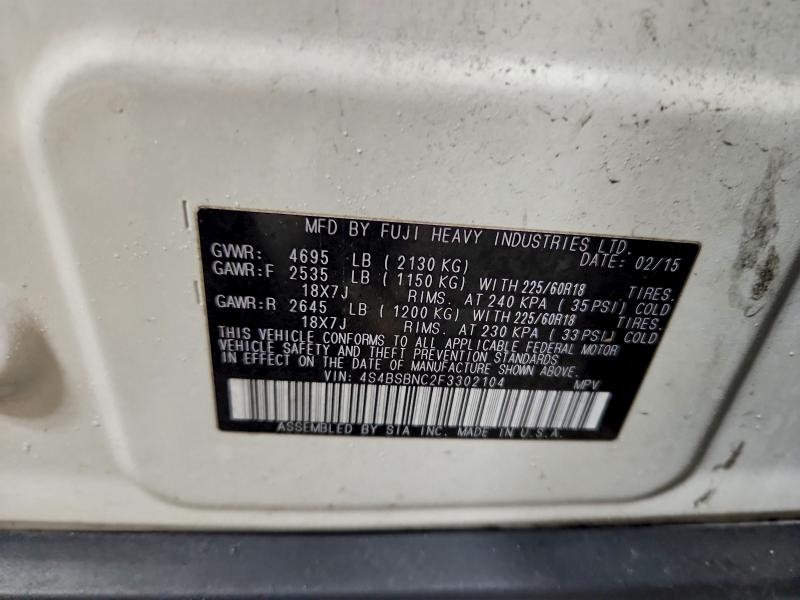 MFD BY FUJI HEAVY INDUSTRIES LTD.
GVWR: 4695 LB ( 2130 KG) DATE: 02/15
GAWR:F 2535 LB ( 1150 KG) WITH 225/60R18 TIRES.
18X7J RIMS. AT 240 KPA ( 35 PSI) COLD
GAWR:R 2645 LB ( 1200 KG) WITH 225/60R18 TIRES.
18X7J RIMS. AT 230 KPA ( 33 PSI) COLD
THIS VEHICLE CONFORMS TO ALL APPLICABLE FEDERAL MOTOR
VEHICLE SAFETY AND THEFT PREVENTION STANDARDS
IN EFFECT ON THE DATE OF MANUFACTURE SHOWN ABOVE.
VIN: 4S4BSBNC2F3302104 MPV
ASSEMBLED BY SIA INC. MADE IN U.S.A.